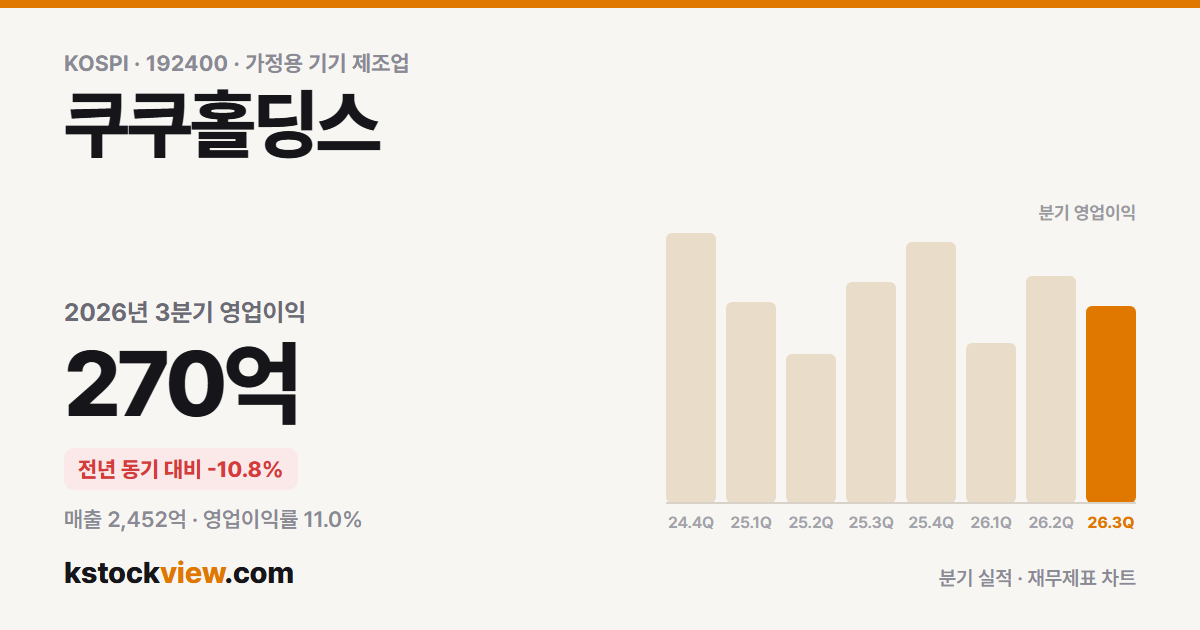 KOSPI · 192400 · 가정용 기기 제조업
쿠쿠홀딩스
분기 영업이익
2026년 3분기 영업이익
270억
전년 동기 대비 -10.8%
매출 2,452억 · 영업이익률 11.0%
24.4Q 25.1Q 25.2Q 25.3Q 25.4Q 26.1Q 26.2Q 26.3Q
kstockview.com
분기 실적 · 재무제표 차트